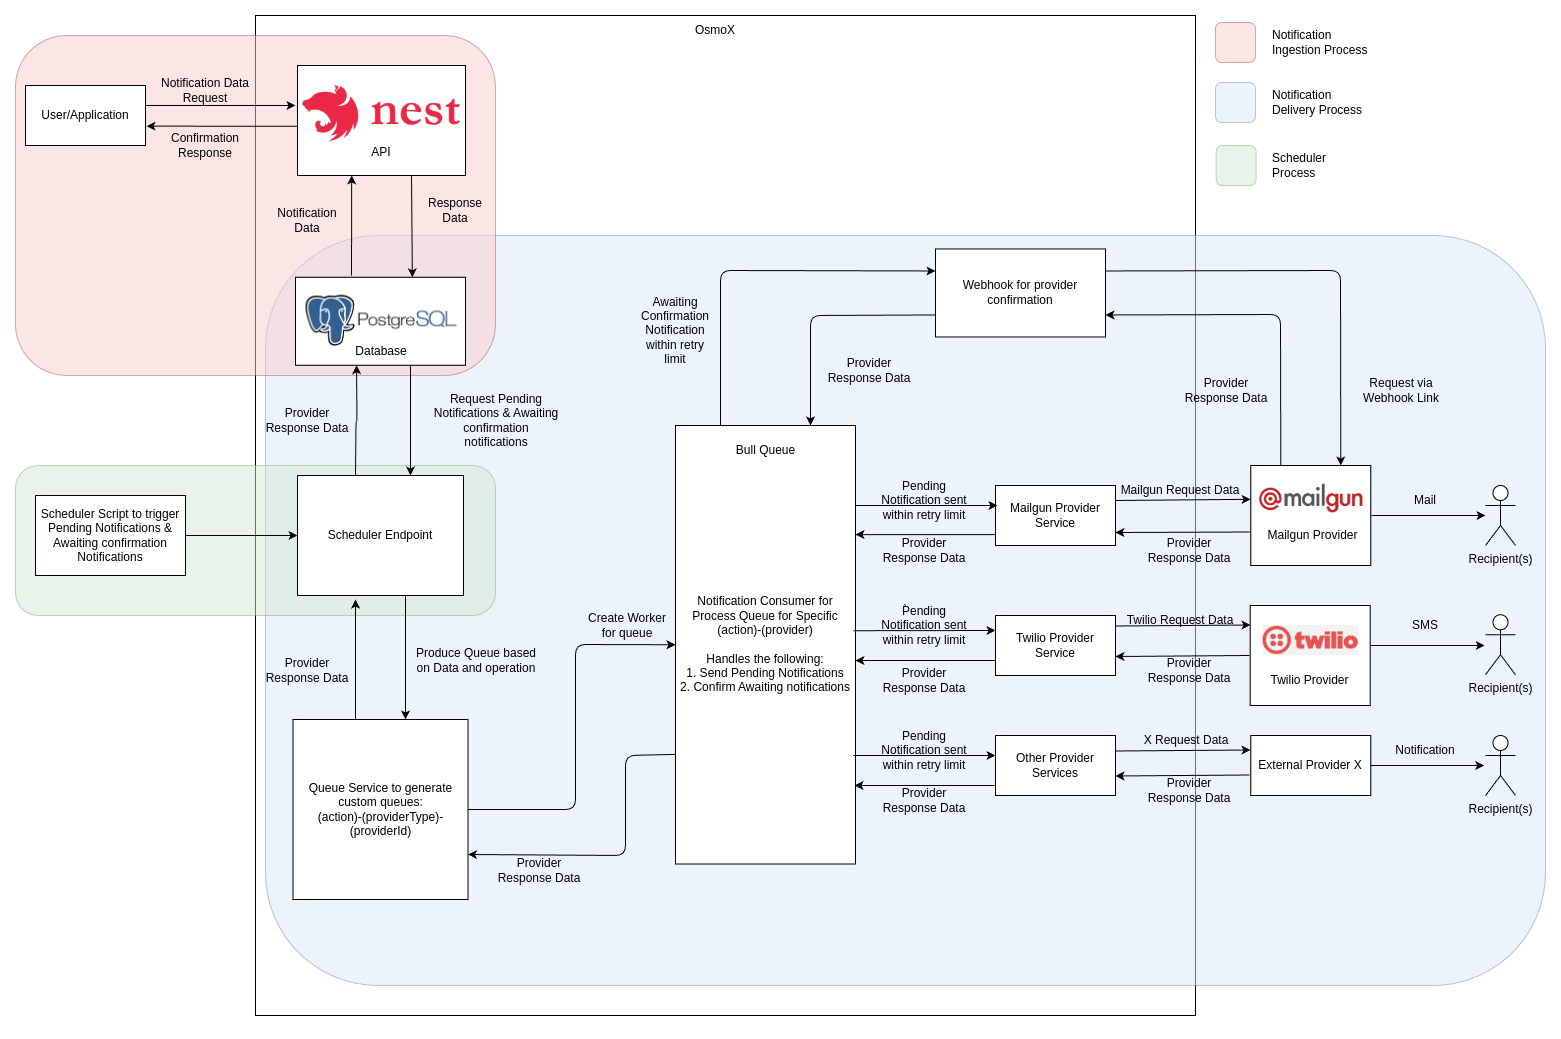 OsmoX
Notification
Ingestion Process
Notification
Delivery Process
Scheduler
Process
User/Application
Notification Data
Request
Confirmation
Response
nest
API
Notification
Data
Response
Data
PostgreSQL
Database
Provider
Response Data
Request Pending
Notifications & Awaiting
confirmation
notifications
Scheduler Script to trigger
Pending Notifications &
Awaiting confirmation
Notifications
Scheduler Endpoint
Provider
Response Data
Produce Queue based
on Data and operation
Queue Service to generate
custom queues:
(action)-(providerType)-
(providerId)
Create Worker
for queue
Provider
Response Data
Awaiting
Confirmation
Notification
within retry
limit
Webhook for provider
confirmation
Provider
Response Data
Provider
Response Data
Request via
Webhook Link
Bull Queue
Notification Consumer for
Process Queue for Specific
(action)-(provider)
Handles the following:
1. Send Pending Notifications
2. Confirm Awaiting notifications
Pending
Notification sent
within retry limit
Provider
Response Data
Mailgun Provider
Service
Mailgun Request Data
Provider
Response Data
mailgun
Mailgun Provider
Mail
Recipient(s)
Pending
Notification sent
within retry limit
Provider
Response Data
Twilio Provider
Service
Twilio Request Data
Provider
Response Data
twilio
Twilio Provider
SMS
Recipient(s)
Pending
Notification sent
within retry limit
Provider
Response Data
Other Provider
Services
X Request Data
Provider
Response Data
External Provider X
Notification
Recipient(s)